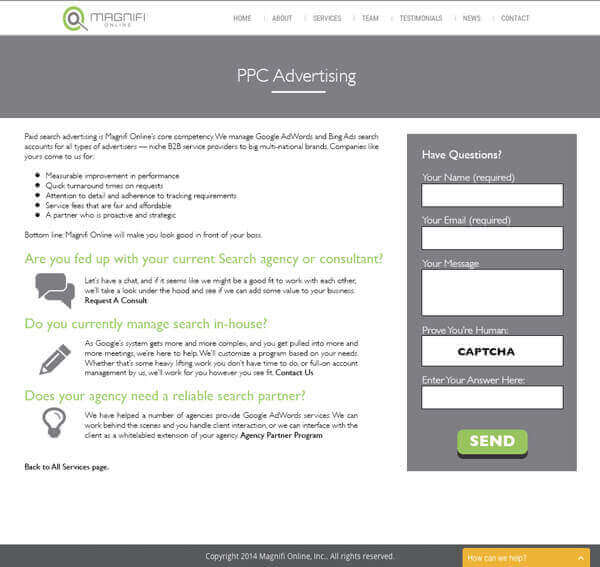 MAGNIFI
ONLINE
HOME
ABOUT
SERVICES
TEAM
TESTIMONIALS
NEWS
CONTACT
PPC Advertising
Paid search advertising is Magnifi Online's core competency. We manage Google AdWords and Bing Ads search
accounts for all types of advertisers — niche B2B service providers to big multi-national brands. Companies like
yours come to us for:
Measurable improvement in performance
Quick turnaround times on requests
Attention to detail and adherence to tracking requirements
Service fees that are fair and affordable
A partner who is proactive and strategic
Bottom line: Magnifi Online will make you look good in front of your boss.
Are you fed up with your current Search agency or consultant?
Let's have a chat, and if it seems like we might be a good fit to work with each other,
we'll take a look under the hood and see if we can add some value to your business.
Request A Consult
Do you currently manage search in-house?
As Google's system gets more and more complex, and you get pulled into more and
more meetings, we're here to help. We'll customize a program based on your needs.
Whether that's some heavy lifting work you don't have time to do, or full-on account
management by us, we'll work for you however you see fit. Contact Us
Does your agency need a reliable search partner?
We have helped a number of agencies provide Google AdWords services. We can
work behind the scenes and you handle client interaction, or we can interface with the
client as a whitelabled extension of your agency. Agency Partner Program
Back to All Services page.
Have Questions?
Your Name (required)
Your Email (required)
Your Message
Prove You're Human:
CAPTCHA
Enter Your Answer Here:
SEND
Copyright 2014 Magnifi Online, Inc.. All rights reserved.
How can we help?